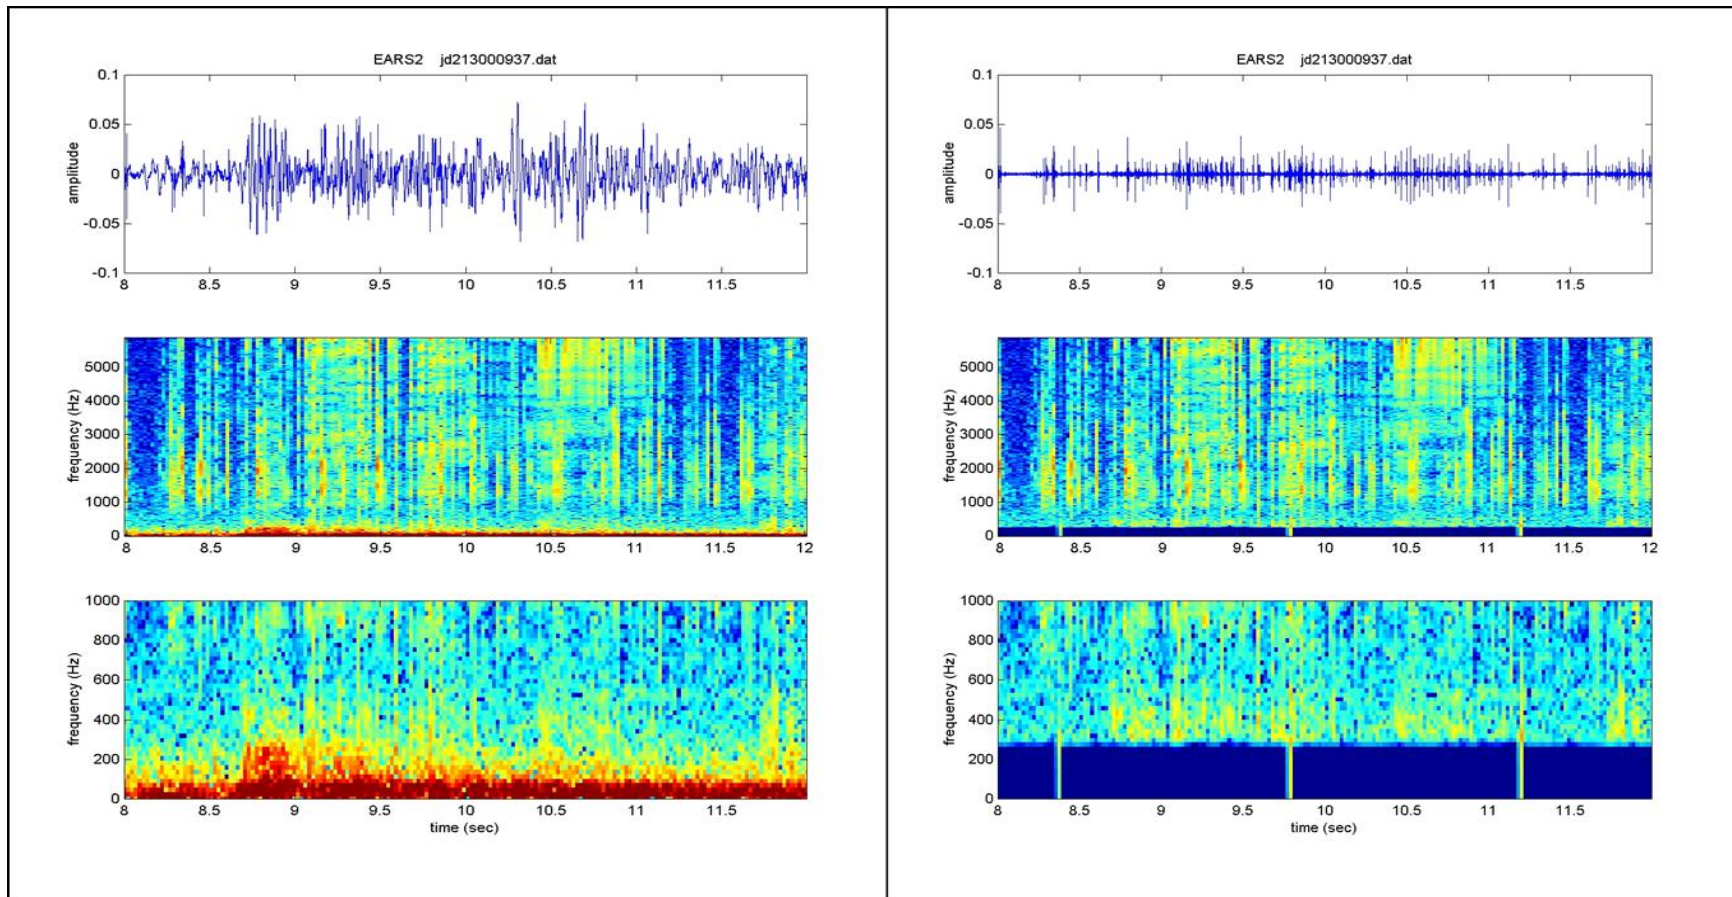 EARS2 jd213000937.dat
0.1
0.05
0
-0.05
-0.1
amplitude
8 8.5 9 9.5 10 10.5 11 11.5
5000
4000
3000
2000
1000
0
frequency (Hz)
8 8.5 9 9.5 10 10.5 11 11.5 12
1000
800
600
400
200
0
frequency (Hz)
8 8.5 9 9.5 10 10.5 11 11.5
time (sec)
EARS2 jd213000937.dat
0.1
0.05
0
-0.05
-0.1
amplitude
8 8.5 9 9.5 10 10.5 11 11.5
5000
4000
3000
2000
1000
0
frequency (Hz)
8 8.5 9 9.5 10 10.5 11 11.5 12
1000
800
600
400
200
0
frequency (Hz)
8 8.5 9 9.5 10 10.5 11 11.5
time (sec)